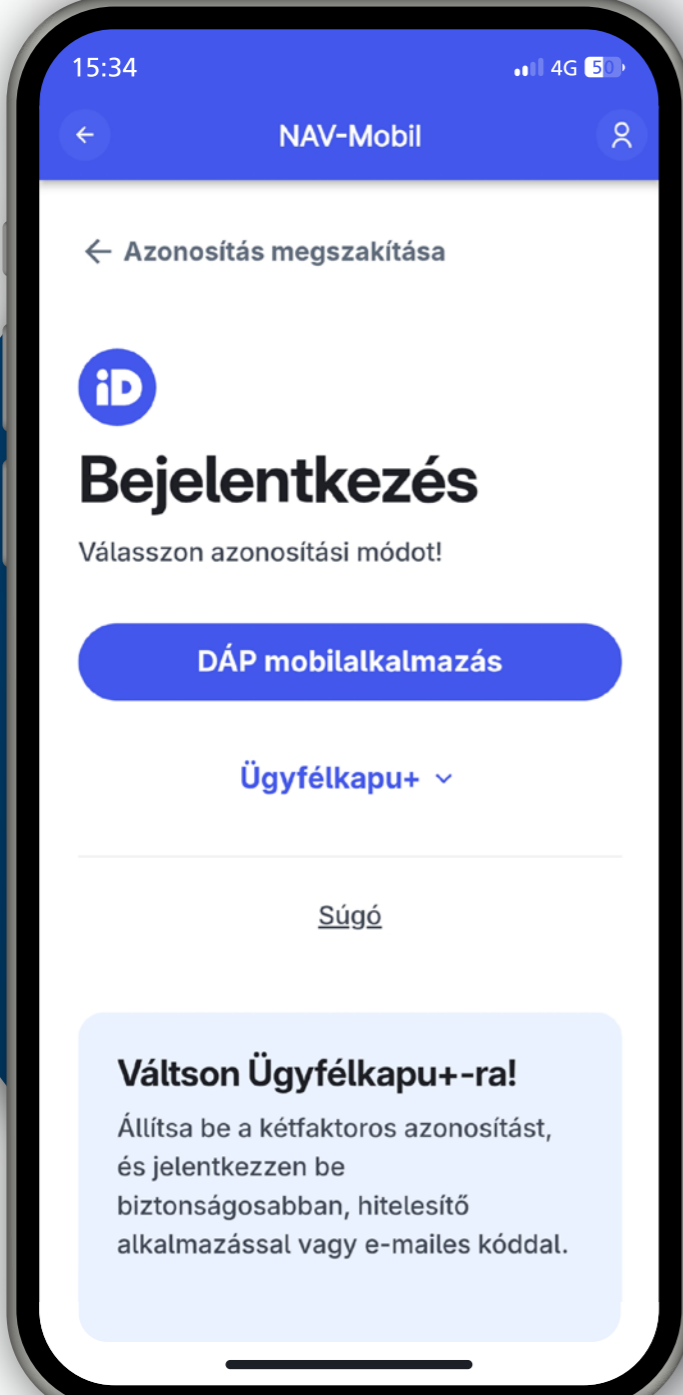 15:34
4G 50
NAV-Mobil
Azonosítás megszakítása
iD
Bejelentkezés
Válasszon azonosítási módot!
DÁP mobilalkalmazás
Ügyfélkapu+
Súgó
Váltson Ügyfélkapu+-ra!
Állítsa be a kétfaktoros azonosítást,
és jelentkezzen be
biztonságosabban, hitelesítő
alkalmazással vagy e-mailes kóddal.